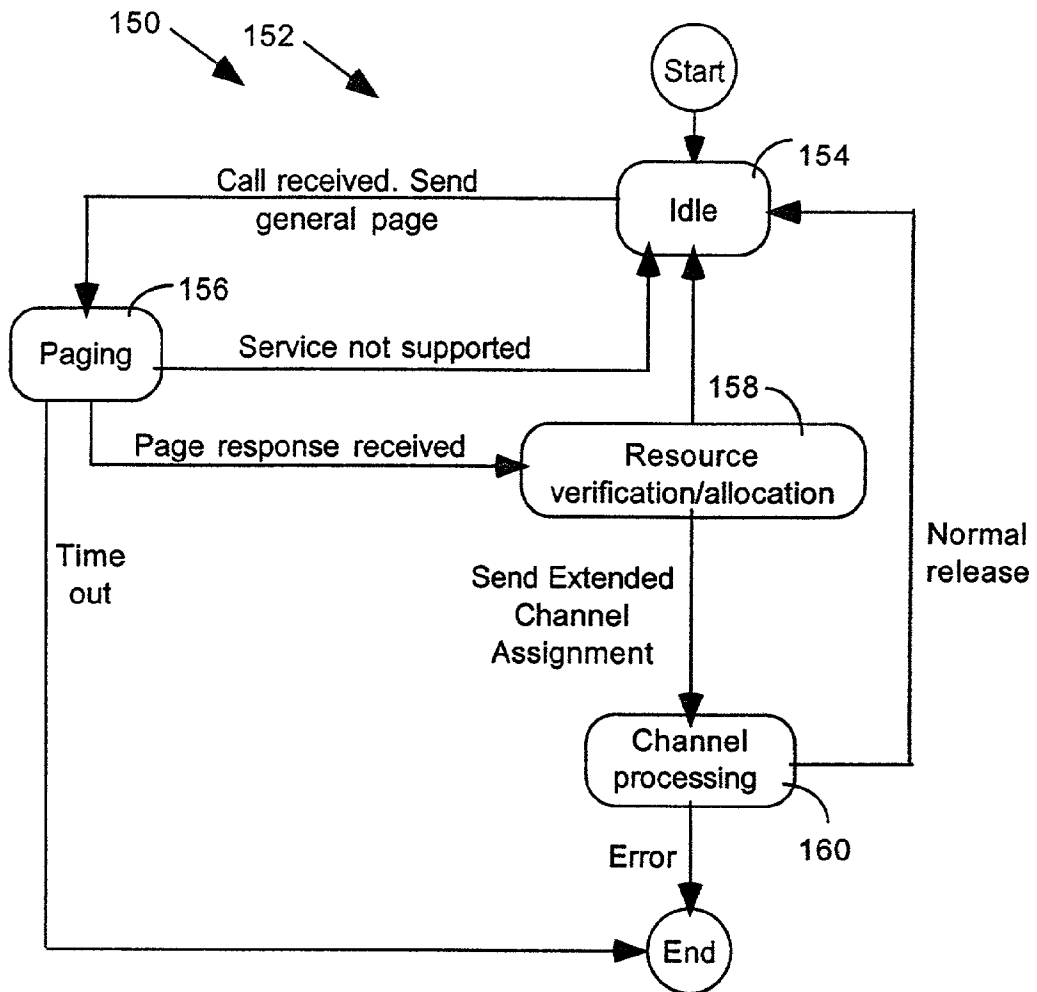 150
152
Start
154
Call received. Send
general page
Idle
156
Paging
Service not supported
158
Page response received
Resource
verification/allocation
Time
out
Normal
release
Send Extended
Channel
Assignment
Channel
processing
160
Error
End